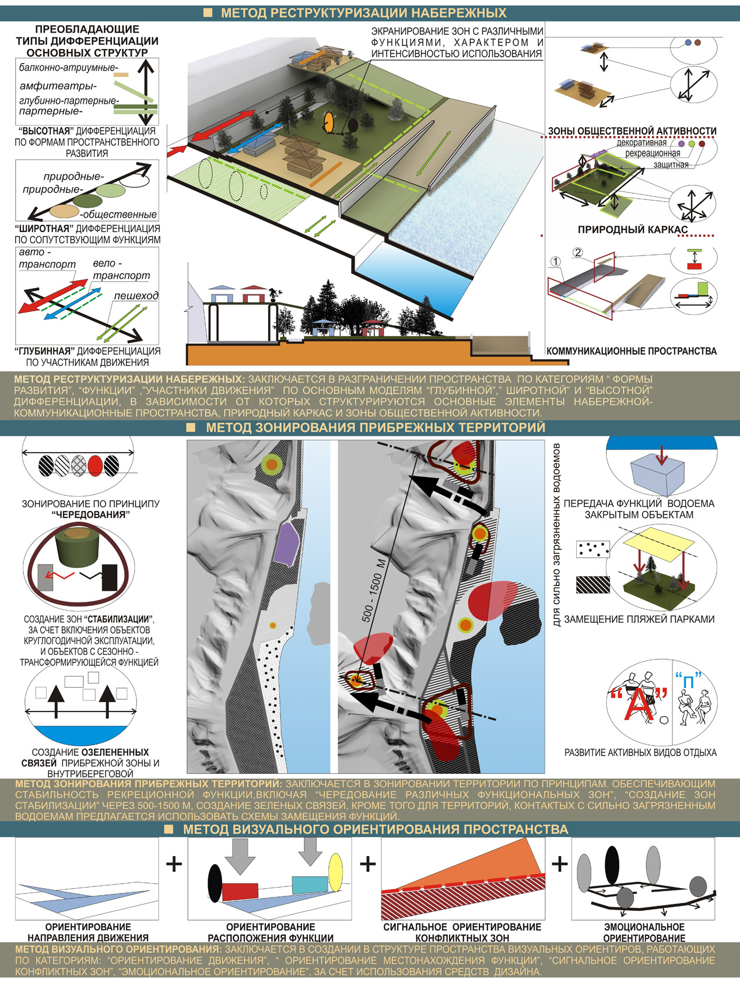 МЕТОД РЕСТРУКТУРИЗАЦИИ НАБЕРЕЖНЫХ
ПРЕОБЛАДАЮЩИЕ
ТИПЫ ДИФФЕРЕНЦИАЦИИ
ОСНОВНЫХ СТРУКТУР
балконно-атриумные-
амфитеатры-
глубинно-партерные-
партерные-
“ВЫСОТНАЯ” ДИФФЕРЕНЦИАЦИЯ
ПО ФОРМАМ ПРОСТРАНСТВЕННОГО
РАЗВИТИЯ
природные-
природные-
-общественные
“ШИРОТНАЯ” ДИФФЕРЕНЦИАЦИЯ
ПО СОПУТСТВУЮЩИМ ФУНКЦИЯМ
авто -
транспорт
вело -
транспорт
пешеход
“ГЛУБИННАЯ” ДИФФЕРЕНЦИАЦИЯ
ПО УЧАСТНИКАМ ДВИЖЕНИЯ
ЭКРАНИРОВАНИЕ ЗОН С РАЗЛИЧНЫМИ
ФУНКЦИЯМИ, ХАРАКТЕРОМ И
ИНТЕНСИВНОСТЬЮ ИСПОЛЬЗОВАНИЯ
ЗОНЫ ОБЩЕСТВЕННОЙ АКТИВНОСТИ
декоративная
рекреационная
защитная
ПРИРОДНЫЙ КАРКАС
1
2
КОММУНИКАЦИОННЫЕ ПРОСТРАНСТВА
МЕТОД РЕСТРУКТУРИЗАЦИИ НАБЕРЕЖНЫХ: ЗАКЛЮЧАЕТСЯ В РАЗГРАНИЧЕНИИ ПРОСТРАНСТВА ПО КАТЕГОРИЯМ “ ФОРМЫ
РАЗВИТИЯ”, “ФУНКЦИИ” ,”УЧАСТНИКИ ДВИЖЕНИЯ” ПО ОСНОВНЫМ МОДЕЛЯМ “ГЛУБИННОЙ”,” ШИРОТНОЙ” И “ВЫСОТНОЙ”
ДИФФЕРЕНЦИАЦИИ, В ЗАВИСИМОСТИ ОТ КОТОРЫХ СТРУКТУРИРУЮТСЯ ОСНОВНЫЕ ЭЛЕМЕНТЫ НАБЕРЕЖНОЙ-
КОММУНИКАЦИОННЫЕ ПРОСТРАНСТВА, ПРИРОДНЫЙ КАРКАС И ЗОНЫ ОБЩЕСТВЕННОЙ АКТИВНОСТИ.
МЕТОД ЗОНИРОВАНИЯ ПРИБРЕЖНЫХ ТЕРРИТОРИЙ
ЗОНИРОВАНИЕ ПО ПРИНЦИПУ
“ЧЕРЕДОВАНИЯ”
СОЗДАНИЕ ЗОН “СТАБИЛИЗАЦИИ”,
ЗА СЧЕТ ВКЛЮЧЕНИЯ ОБЪЕКТОВ
КРУГЛОГОДИЧНОЙ ЭКСПЛУАТАЦИИ,
И ОБЪЕКТОВ С СЕЗОННО -
ТРАНСФОРМИРУЮЩЕЙСЯ ФУНКЦИЕЙ
СОЗДАНИЕ ОЗЕЛЕНЕННЫХ
СВЯЗЕЙ ПРИБРЕЖНОЙ ЗОНЫ И
ВНУТРИБЕРЕГОВОЙ
500 - 1500 М
для сильно загрязненных водоемов
ПЕРЕДАЧА ФУНКЦИЙ ВОДОЕМА
ЗАКРЫТЫМ ОБЪЕКТАМ
ЗАМЕЩЕНИЕ ПЛЯЖЕЙ ПАРКАМИ
“А”
“п”
РАЗВИТИЕ АКТИВНЫХ ВИДОВ ОТДЫХА
МЕТОД ЗОНИРОВАНИЯ ПРИБРЕЖНЫХ ТЕРРИТОРИЙ: ЗАКЛЮЧАЕТСЯ В ЗОНИРОВАНИИ ТЕРРИТОРИИ ПО ПРИНЦИПАМ. ОБЕСПЕЧИВАЮЩИМ
СТАБИЛЬНОСТЬ РЕКРЕЦИОННОЙ ФУНКЦИИ,ВКЛЮЧАЯ “ЧЕРЕДОВАНИЕ РАЗЛИЧНЫХ ФУНКЦИОНАЛЬНЫХ ЗОН”, “СОЗДАНИЕ ЗОН
СТАБИЛИЗАЦИИ” ЧЕРЕЗ 500-1500 М, СОЗДАНИЕ ЗЕЛЕНЫХ СВЯЗЕЙ, КРОМЕ ТОГО ДЛЯ ТЕРРИТОРИЙ, КОНТАКТЫХ С СИЛЬНО ЗАГРЯЗНЕННЫМ
ВОДОЕМАМ ПРЕДЛАГАЕТСЯ ИСПОЛЬЗОВАТЬ СХЕМЫ ЗАМЕЩЕНИЯ ФУНКЦИЙ.
МЕТОД ВИЗУАЛЬНОГО ОРИЕНТИРОВАНИЯ ПРОСТРАНСТВА
+ + +
ОРИЕНТИРОВАНИЕ
НАПРАВЛЕНИЯ ДВИЖЕНИЯ
ОРИЕНТИРОВАНИЕ
РАСПОЛОЖЕНИЯ ФУНКЦИИ
СИГНАЛЬНОЕ ОРИЕНТИРОВАНИЕ
КОНФЛИКТНЫХ ЗОН
ЭМОЦИОНАЛЬНОЕ
ОРИЕНТИРОВАНИЕ
МЕТОД ВИЗУАЛЬНОГО ОРИЕНТИРОВАНИЯ: ЗАКЛЮЧАЕТСЯ В СОЗДАНИИ В СТРУКТУРЕ ПРОСТРАНСТВА ВИЗУАЛЬНЫХ ОРИЕНТИРОВ, РАБОТАЮЩИХ
ПО КАТЕГОРИЯМ: “ОРИЕНТИРОВАНИЕ ДВИЖЕНИЯ”, “ ОРИЕНТИРОВАНИЕ МЕСТОНАХОЖДЕНИЯ ФУНКЦИИ”, “СИГНАЛЬНОЕ ОРИЕНТИРОВАНИЕ
КОНФЛИКТНЫХ ЗОН”, “ЭМОЦИОНАЛЬНОЕ ОРИЕНТИРОВАНИЕ”, ЗА СЧЕТ ИСПОЛЬЗОВАНИЯ СРЕДСТВ ДИЗАЙНА.